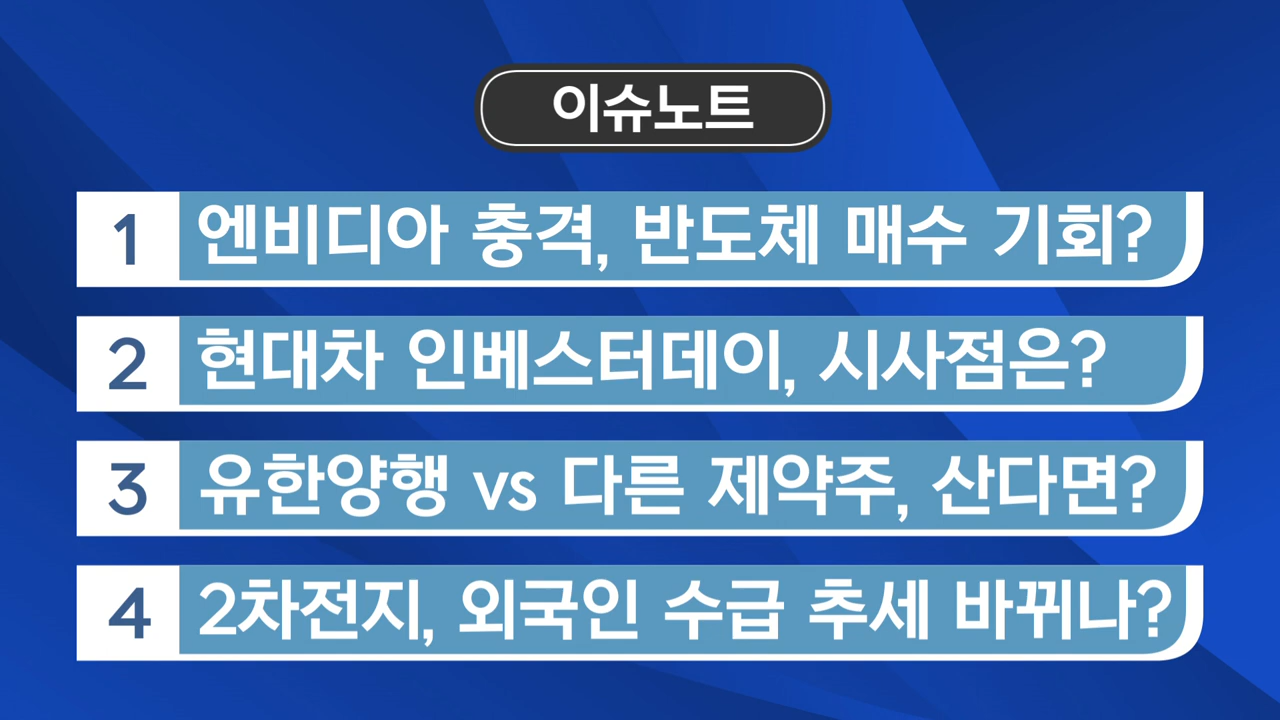 이슈노트
1 엔비디아 충격, 반도체 매수 기회?
2 현대차 인베스터데이, 시사점은?
3 유한양행 vs 다른 제약주, 산다면?
4 2차전지, 외국인 수급 추세 바뀌나?